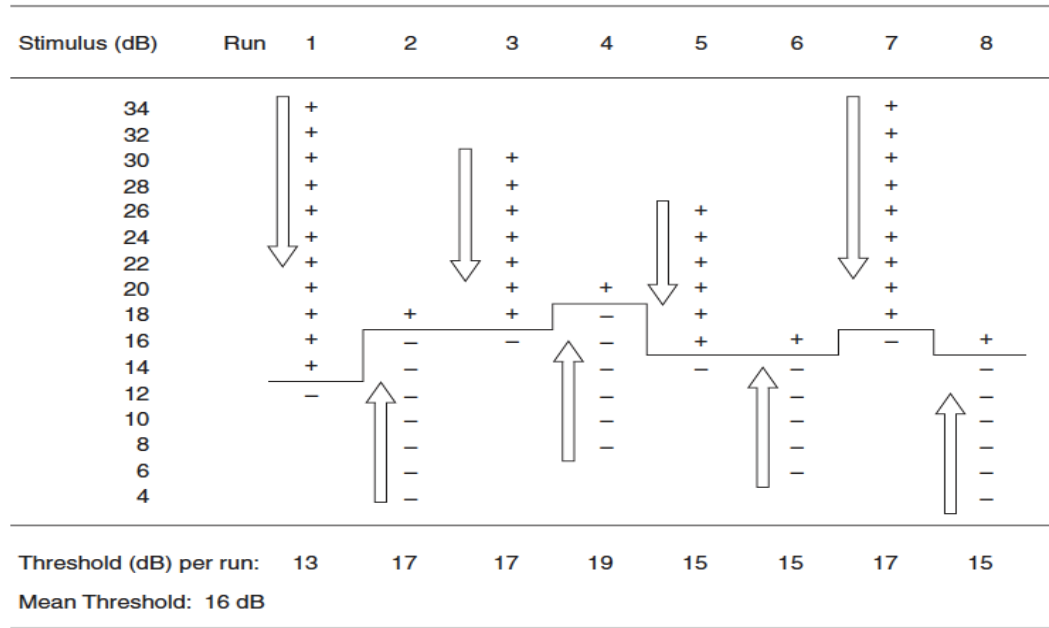 Stimulus (dB) Run 1 2 3 4 5 6 7 8
34 + +
32 + +
30 + + +
28 + + +
26 + + + +
24 + + + +
22 + + + +
20 + + + + +
18 + + + – + +
16 + – – – + + – +
14 + – – – – –
12 – – – – –
10 – – – –
8 – – – –
6 – – –
4 – –
Threshold (dB) per run: 13 17 17 19 15 15 17 15
Mean Threshold: 16 dB